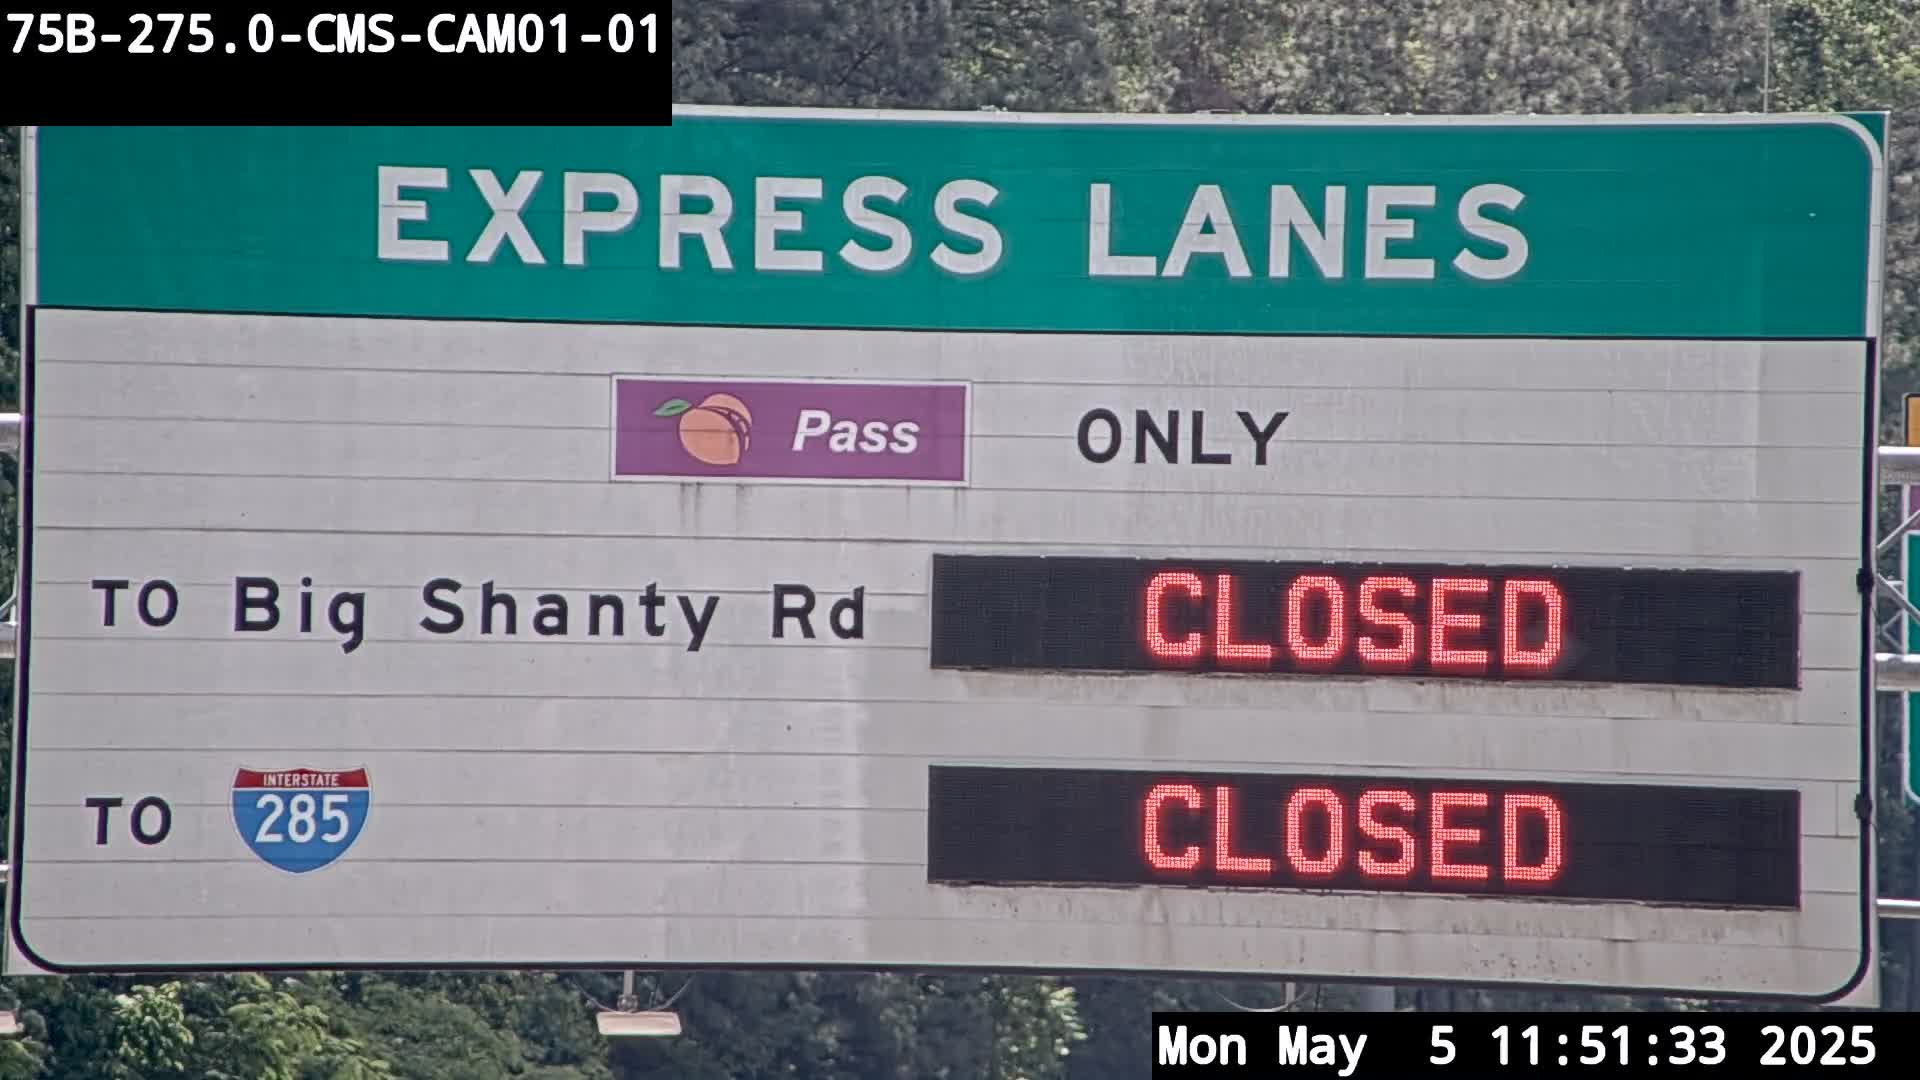 75B-275.0-CMS-CAM01-01
EXPRESS LANES
Pass ONLY
TO Big Shanty Rd CLOSED
INTERSTATE
TO 285 CLOSED
Mon May 5 11:51:33 2025